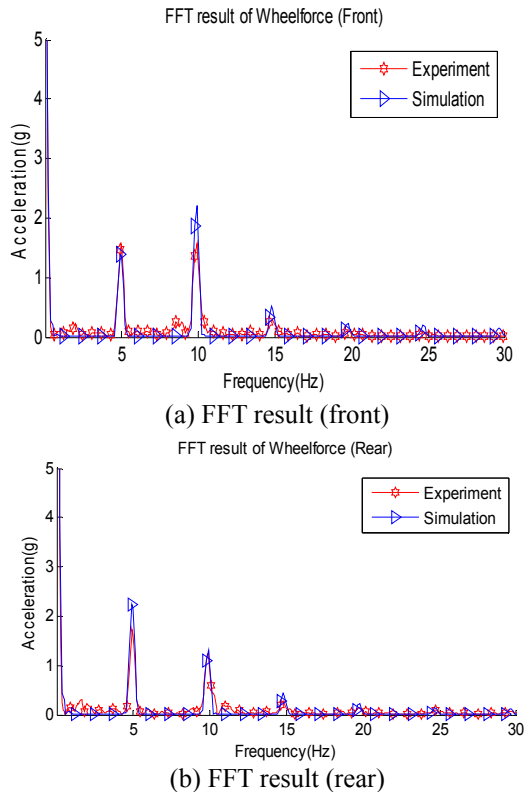 FFT result of Wheelforce (Front)
5
4
3
2
1
0
Acceleration(g)
Experiment
Simulation
5 10 15 20 25 30
Frequency(Hz)
(a) FFT result (front)
FFT result of Wheelforce (Rear)
5
4
3
2
1
0
Acceleration(g)
Experiment
Simulation
5 10 15 20 25 30
Frequency(Hz)
(b) FFT result (rear)